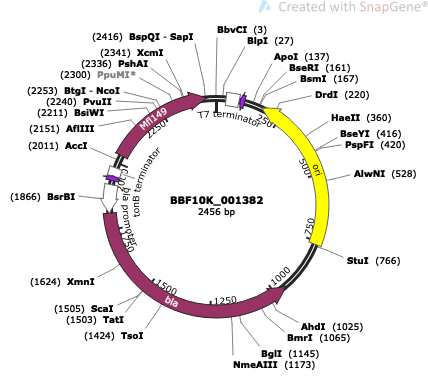 Created with SnapGene®
(2416) BspQI - SapI
(2341) XcmI
(2336) PshAI
(2300) PpuMI*
(2253) BtgI - NcoI
(2240) PvuII
(2211) BsiWI
(2151) AflIII
(2011) AccI
(1866) BsrBI
(1624) XmnI
(1505) ScaI
(1503) TatI
(1424) TsoI
BbvCI (3)
BlpI (27)
ApoI (137)
BseRI (161)
BsmI (167)
DrdI (220)
HaeII (360)
BseYI (416)
PspFI (420)
AlwNI (528)
StuI (766)
AhdI (1025)
BmrI (1065)
BglI (1145)
NmeAIII (1173)
T7 terminator
Mfl149
tonB terminator
bla promoter
ori
bla
250
500
750
1000
1250
1500
1750
2000
2250
BBF10K_001382
2456 bp